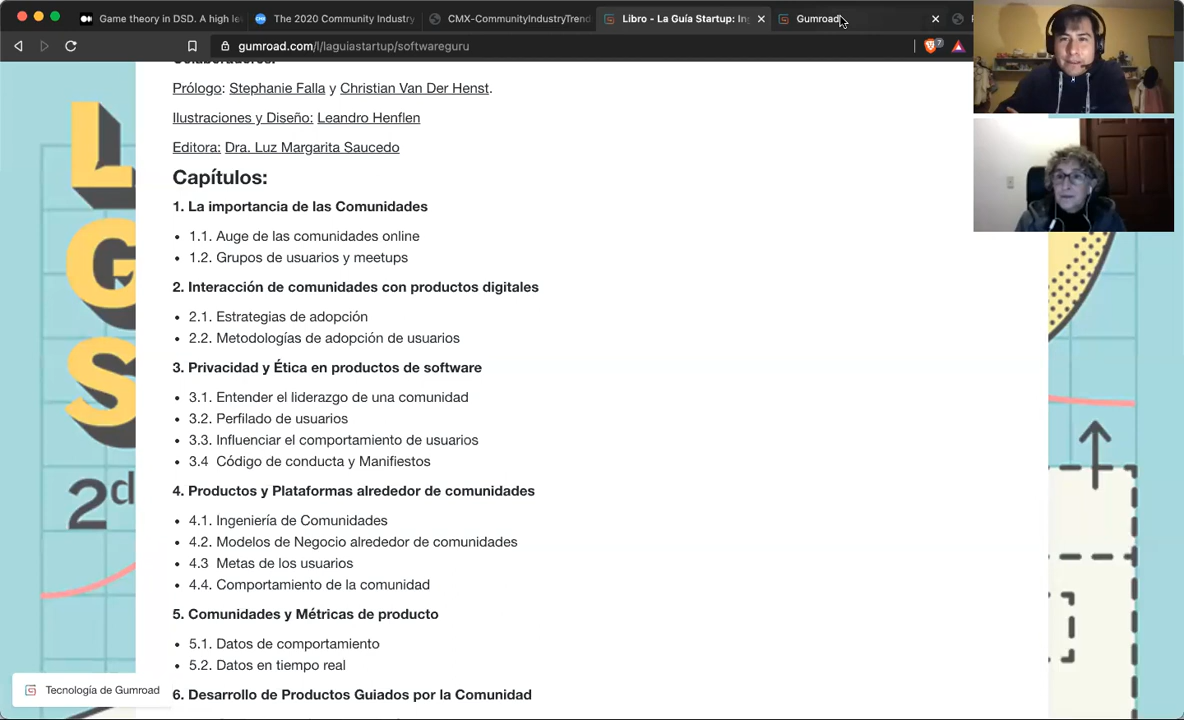 Game theory in DSD. A high le
The 2020 Community Industry
CMX-CommunityIndustryTrend
Libro - La Guía Startup: In
Gumroad
gumroad.com/l/laguiastartup/softwareguru
7
Colaboradores:
Prólogo: Stephanie Falla y Christian Van Der Henst.
Ilustraciones y Diseño: Leandro Henflen
Editora: Dra. Luz Margarita Saucedo
Capítulos:
1. La importancia de las Comunidades
1.1. Auge de las comunidades online
1.2. Grupos de usuarios y meetups
2. Interacción de comunidades con productos digitales
2.1. Estrategias de adopción
2.2. Metodologías de adopción de usuarios
3. Privacidad y Ética en productos de software
3.1. Entender el liderazgo de una comunidad
3.2. Perfilado de usuarios
3.3. Influenciar el comportamiento de usuarios
3.4 Código de conducta y Manifiestos
4. Productos y Plataformas alrededor de comunidades
4.1. Ingeniería de Comunidades
4.2. Modelos de Negocio alrededor de comunidades
4.3 Metas de los usuarios
4.4. Comportamiento de la comunidad
5. Comunidades y Métricas de producto
5.1. Datos de comportamiento
5.2. Datos en tiempo real
6. Desarrollo de Productos Guiados por la Comunidad
L
G
S
2d
Tecnología de Gumroad